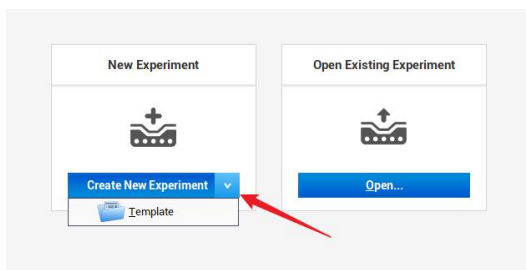 New Experiment
Open Existing Experiment
Create New Experiment
Open...
Template